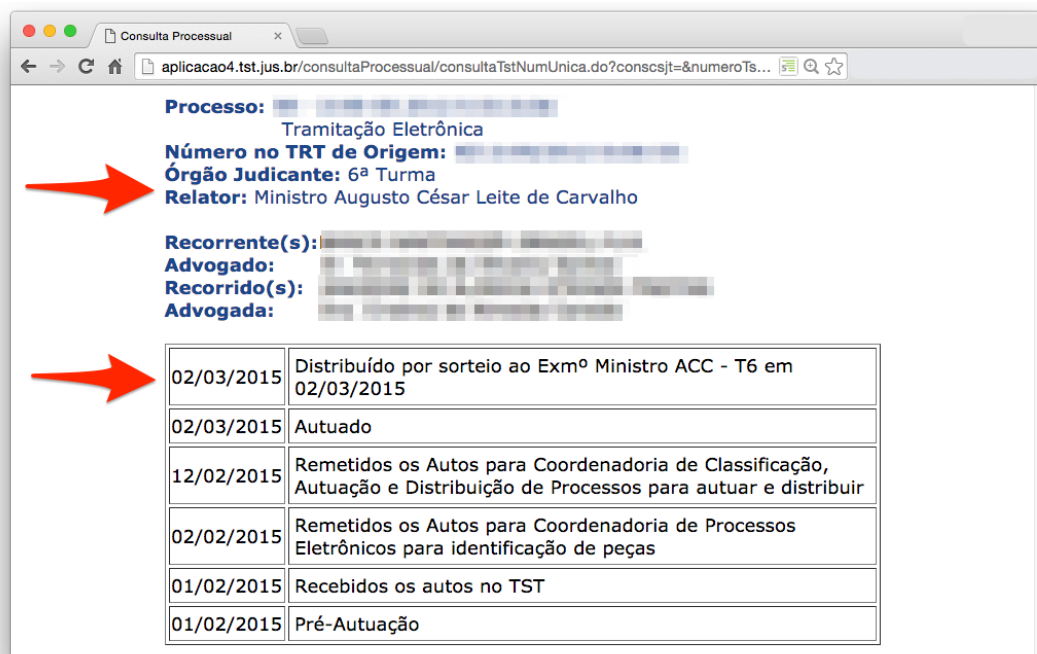 Consulta Processual
aplicacao4.tst.jus.br/consultaProcessual/consultaTstNumUnica.do?conscsjt=&numeroTs...
Processo:
Tramitação Eletrônica
Número no TRT de Origem:
Órgão Judicante: 6ª Turma
Relator: Ministro Augusto César Leite de Carvalho
Recorrente(s):
Advogado:
Recorrido(s):
Advogada:
02/03/2015 Distribuído por sorteio ao Exmº Ministro ACC - T6 em
02/03/2015
02/03/2015 Autuado
12/02/2015 Remetidos os Autos para Coordenadoria de Classificação,
Autuação e Distribuição de Processos para autuar e distribuir
02/02/2015 Remetidos os Autos para Coordenadoria de Processos
Eletrônicos para identificação de peças
01/02/2015 Recebidos os autos no TST
01/02/2015 Pré-Autuação